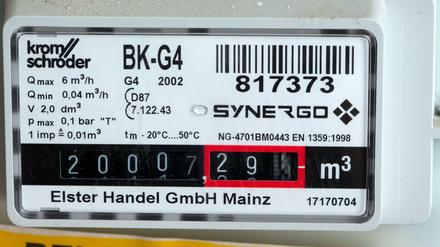 krom/
schröder
BK-G4
Qmax 6 m³/h G4 2002
Qmin 0,04 m³/h D87
V 2,0 dm³ 7.122.43
p max 0,1 bar "T"
1 imp ≙ 0,01m³ tm - 20°C....50°C
817373
SYNERGO
NG-4701BM0443 EN 1359:1998
20007,29 m³
Elster Handel GmbH Mainz 17170704